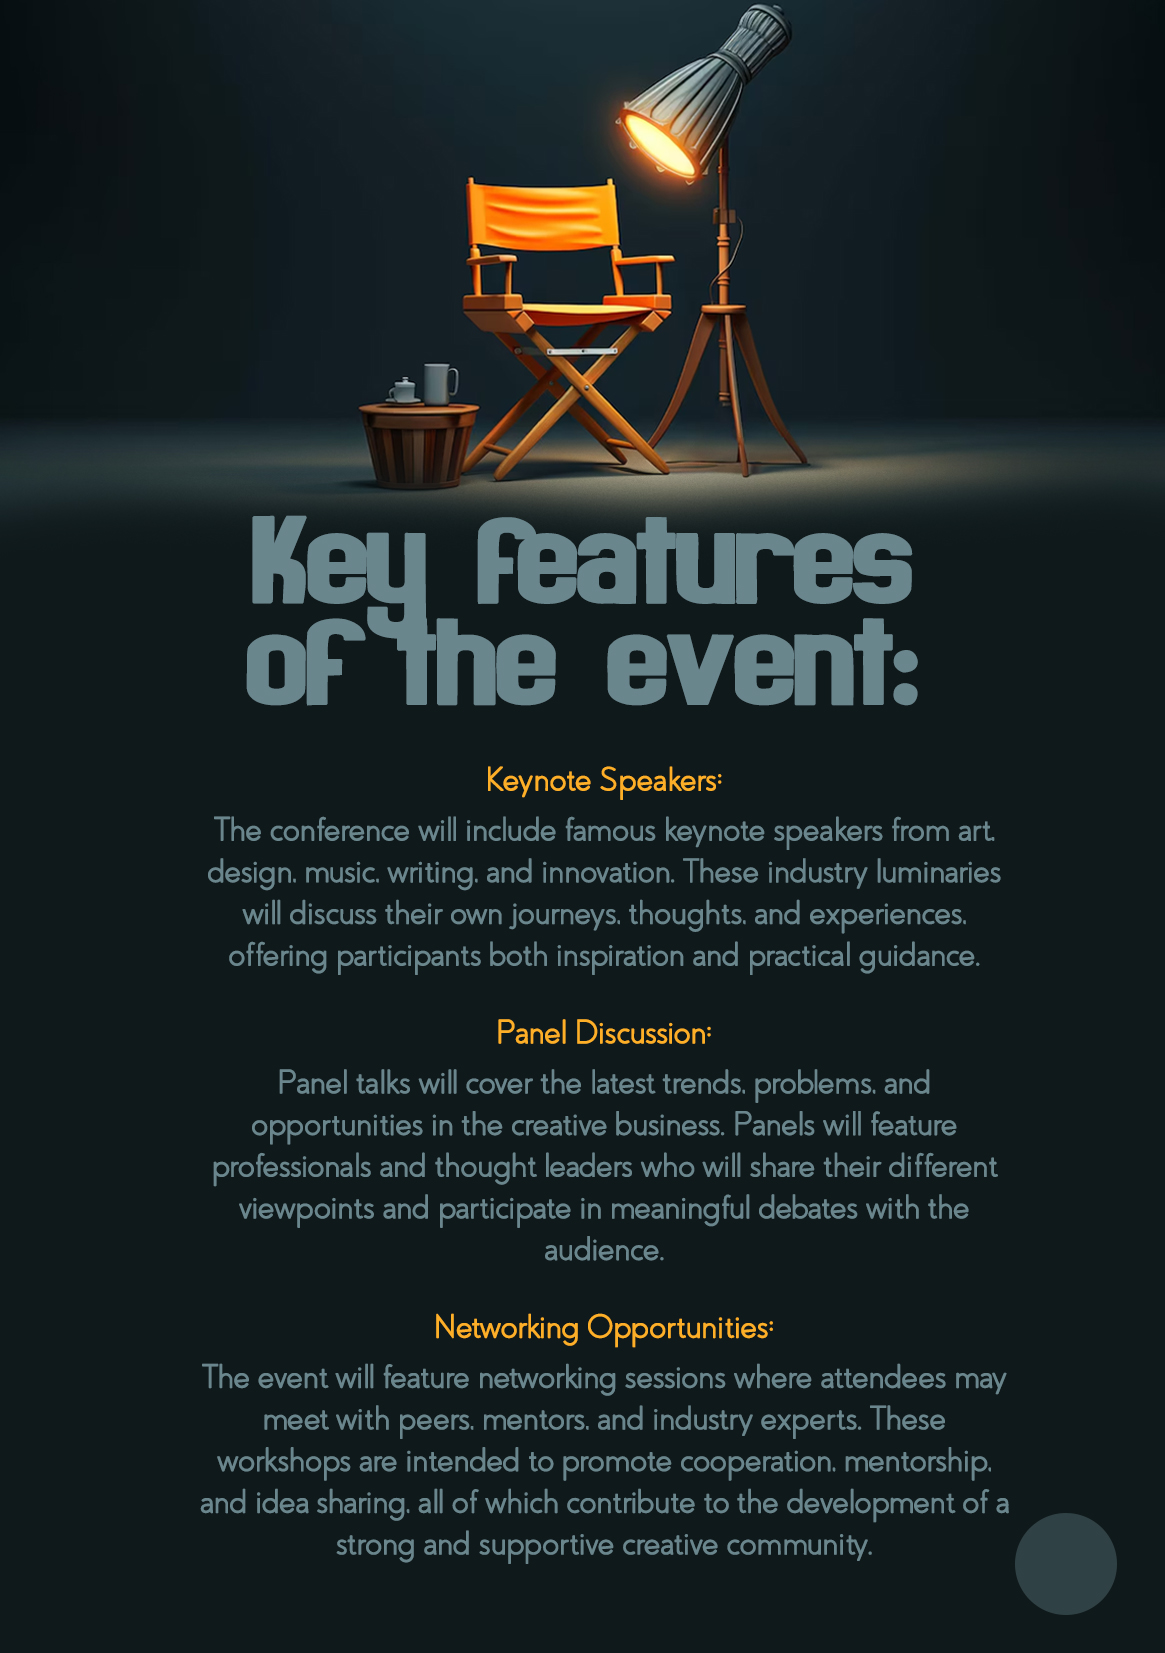 Key features
of the event:
Keynote Speakers:
The conference will include famous keynote speakers from art.
design. music. writing. and innovation. These industry luminaries
will discuss their own journeys. thoughts. and experiences.
offering participants both inspiration and practical guidance.
Panel Discussion:
Panel talks will cover the latest trends. problems. and
opportunities in the creative business. Panels will feature
professionals and thought leaders who will share their different
viewpoints and participate in meaningful debates with the
audience.
Networking Opportunities:
The event will feature networking sessions where attendees may
meet with peers. mentors. and industry experts. These
workshops are intended to promote cooperation. mentorship.
and idea sharing. all of which contribute to the development of a
strong and supportive creative community.